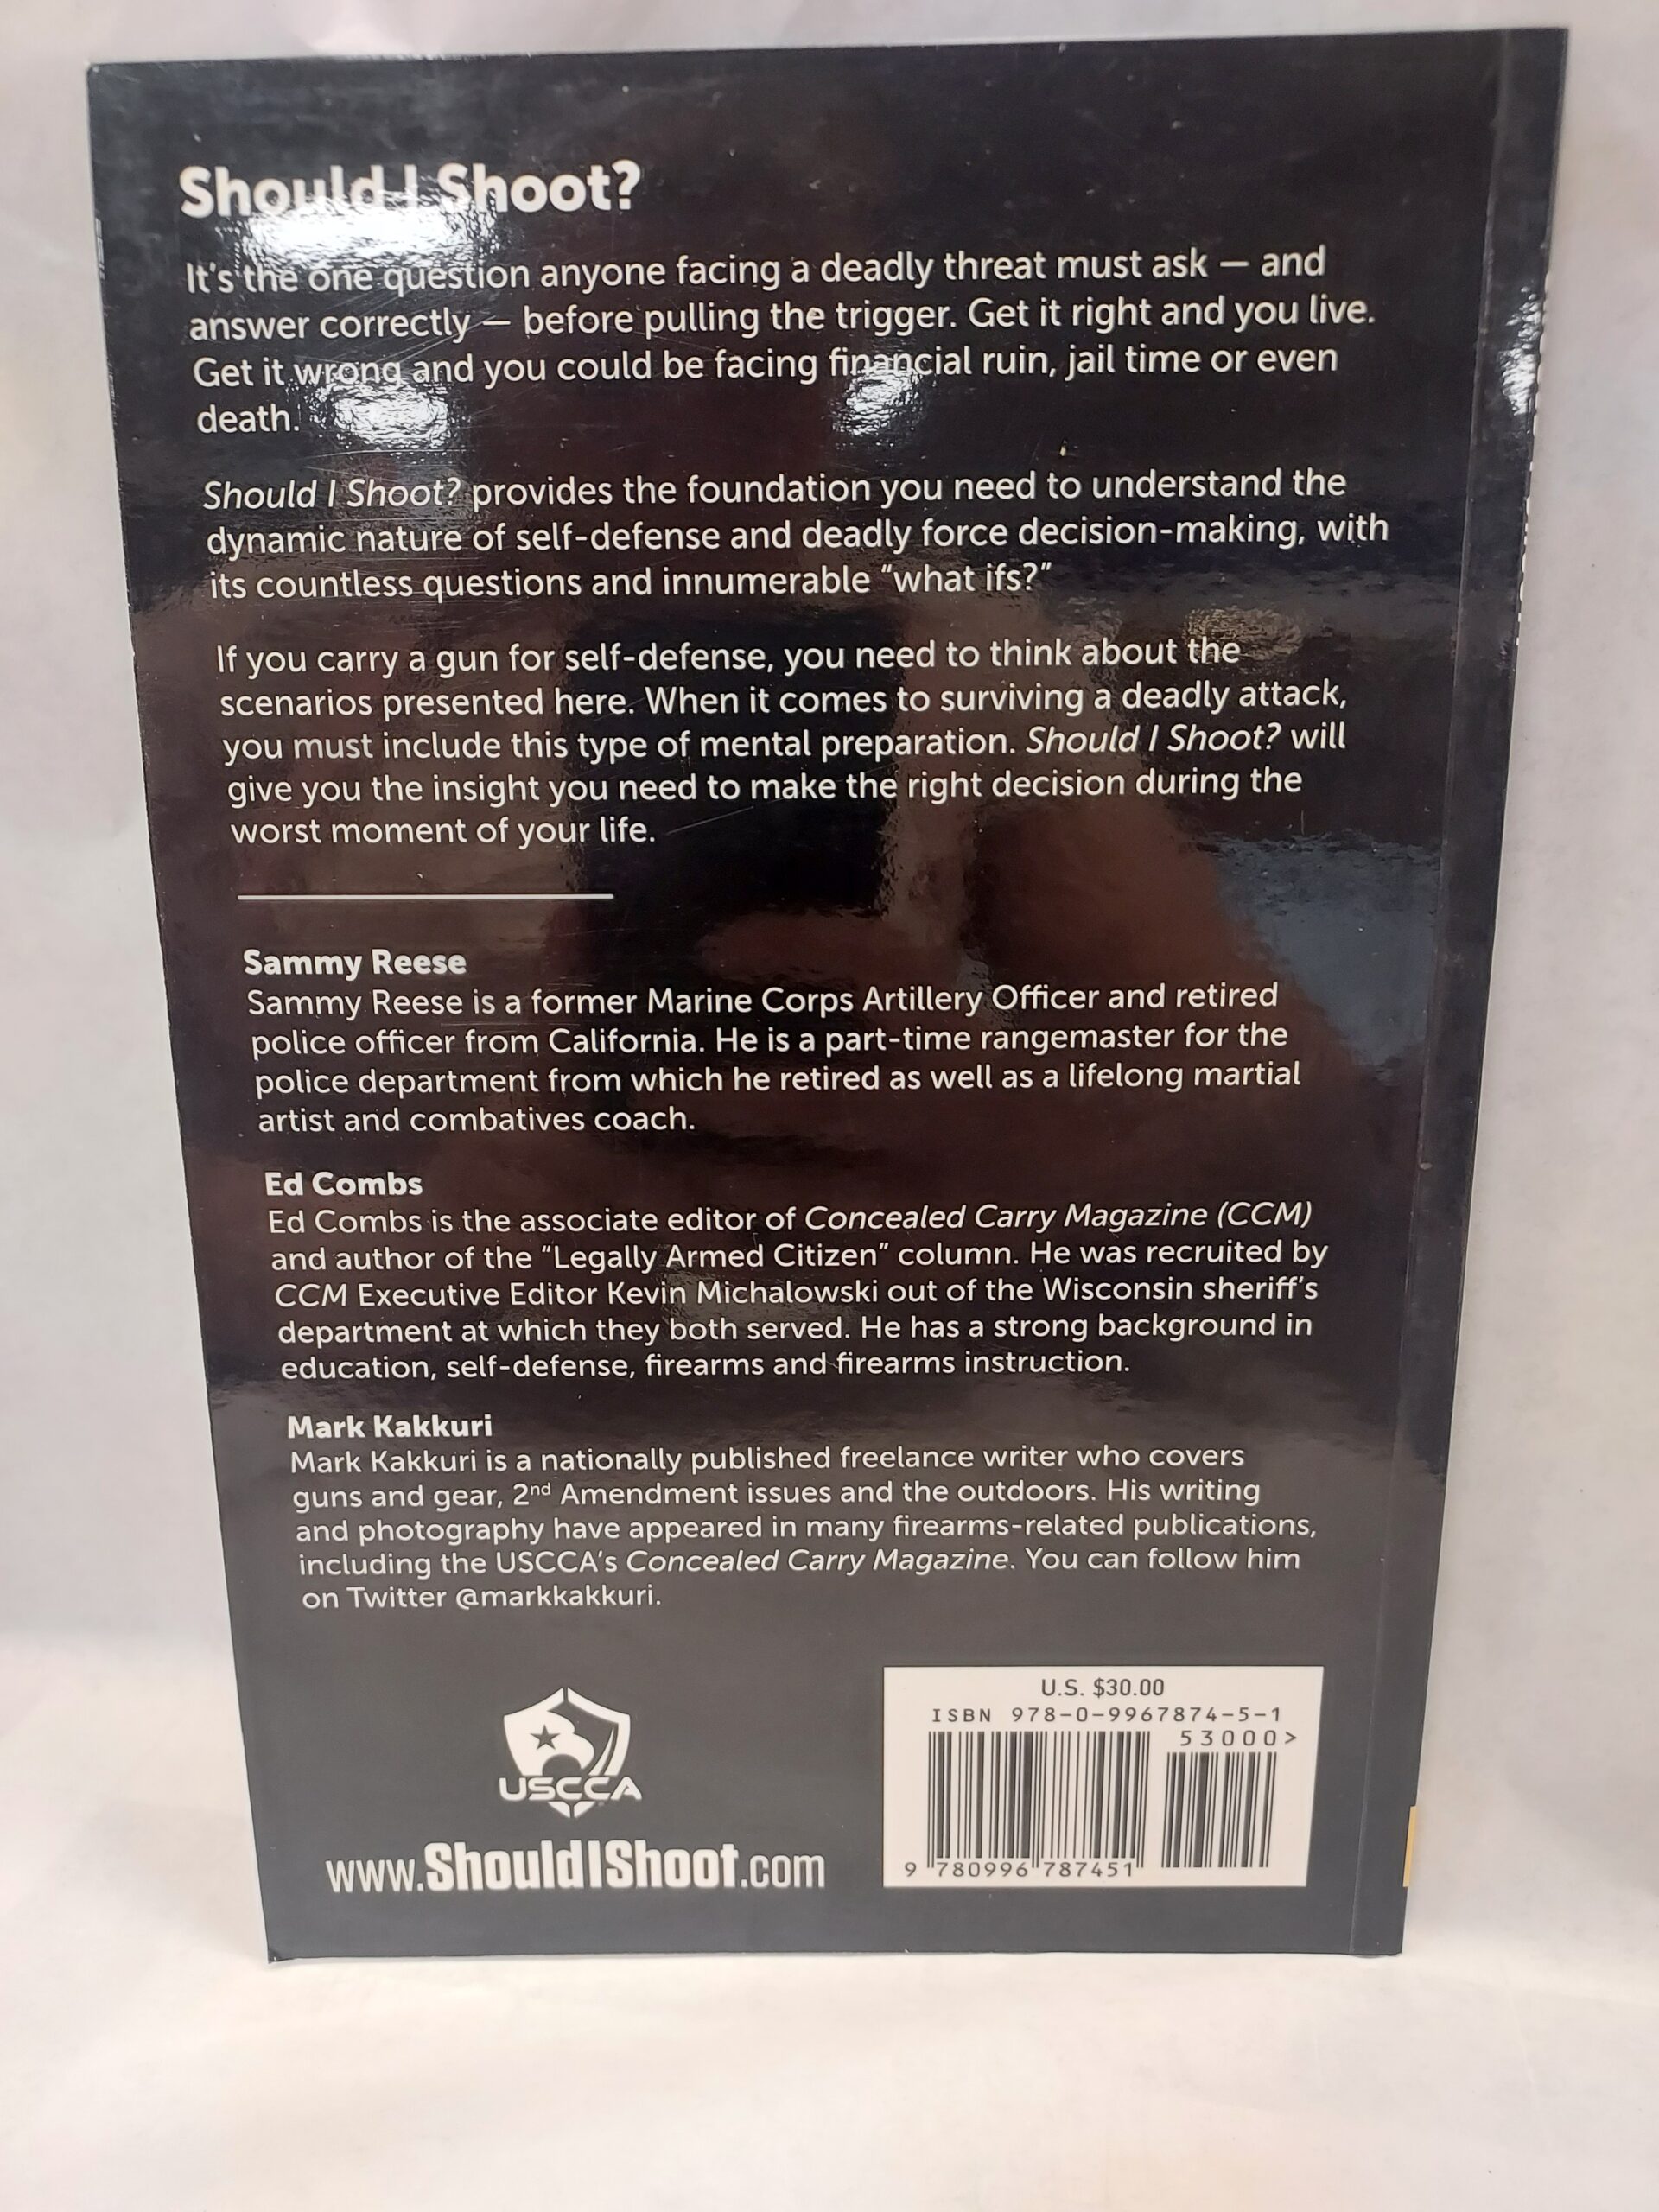 Should I Shoot?
It's the one question anyone facing a deadly threat must ask — and
answer correctly — before pulling the trigger. Get it right and you live.
Get it wrong and you could be facing financial ruin, jail time or even
death.
Should I Shoot? provides the foundation you need to understand the
dynamic nature of self-defense and deadly force decision-making, with
its countless questions and innumerable “what ifs?”
If you carry a gun for self-defense, you need to think about the
scenarios presented here. When it comes to surviving a deadly attack,
you must include this type of mental preparation. Should I Shoot? will
give you the insight you need to make the right decision during the
worst moment of your life.
Sammy Reese
Sammy Reese is a former Marine Corps Artillery Officer and retired
police officer from California. He is a part-time rangemaster for the
police department from which he retired as well as a lifelong martial
artist and combatives coach.
Ed Combs
Ed Combs is the associate editor of Concealed Carry Magazine (CCM)
and author of the “Legally Armed Citizen” column. He was recruited by
CCM Executive Editor Kevin Michalowski out of the Wisconsin sheriff's
department at which they both served. He has a strong background in
education, self-defense, firearms and firearms instruction.
Mark Kakkuri
Mark Kakkuri is a nationally published freelance writer who covers
guns and gear, 2nd Amendment issues and the outdoors. His writing
and photography have appeared in many firearms-related publications,
including the USCCA's Concealed Carry Magazine. You can follow him
on Twitter @markkakkuri.
USCCA
www.ShouldIShoot.com
U.S. $30.00
ISBN 978-0-9967874-5-1
53000>
9 780996 787451